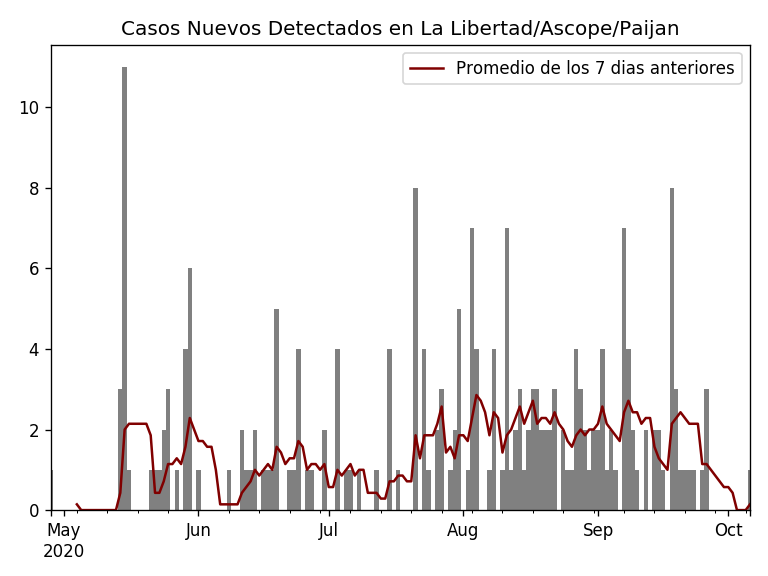 Casos Nuevos Detectados en La Libertad/Ascope/Paijan
Promedio de los 7 dias anteriores
10
8
6
4
2
0
May Jun Jul Aug Sep Oct
2020